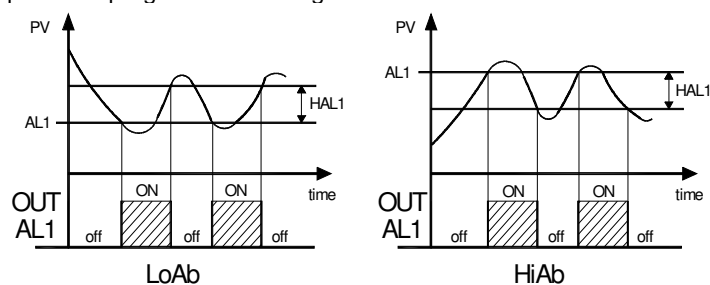 PV
HAL1
AL1
time
OUT
AL1
ON
ON
off
off
off
LoAb
PV
AL1
HAL1
time
OUT
AL1
ON
ON
off
off
off
HiAb